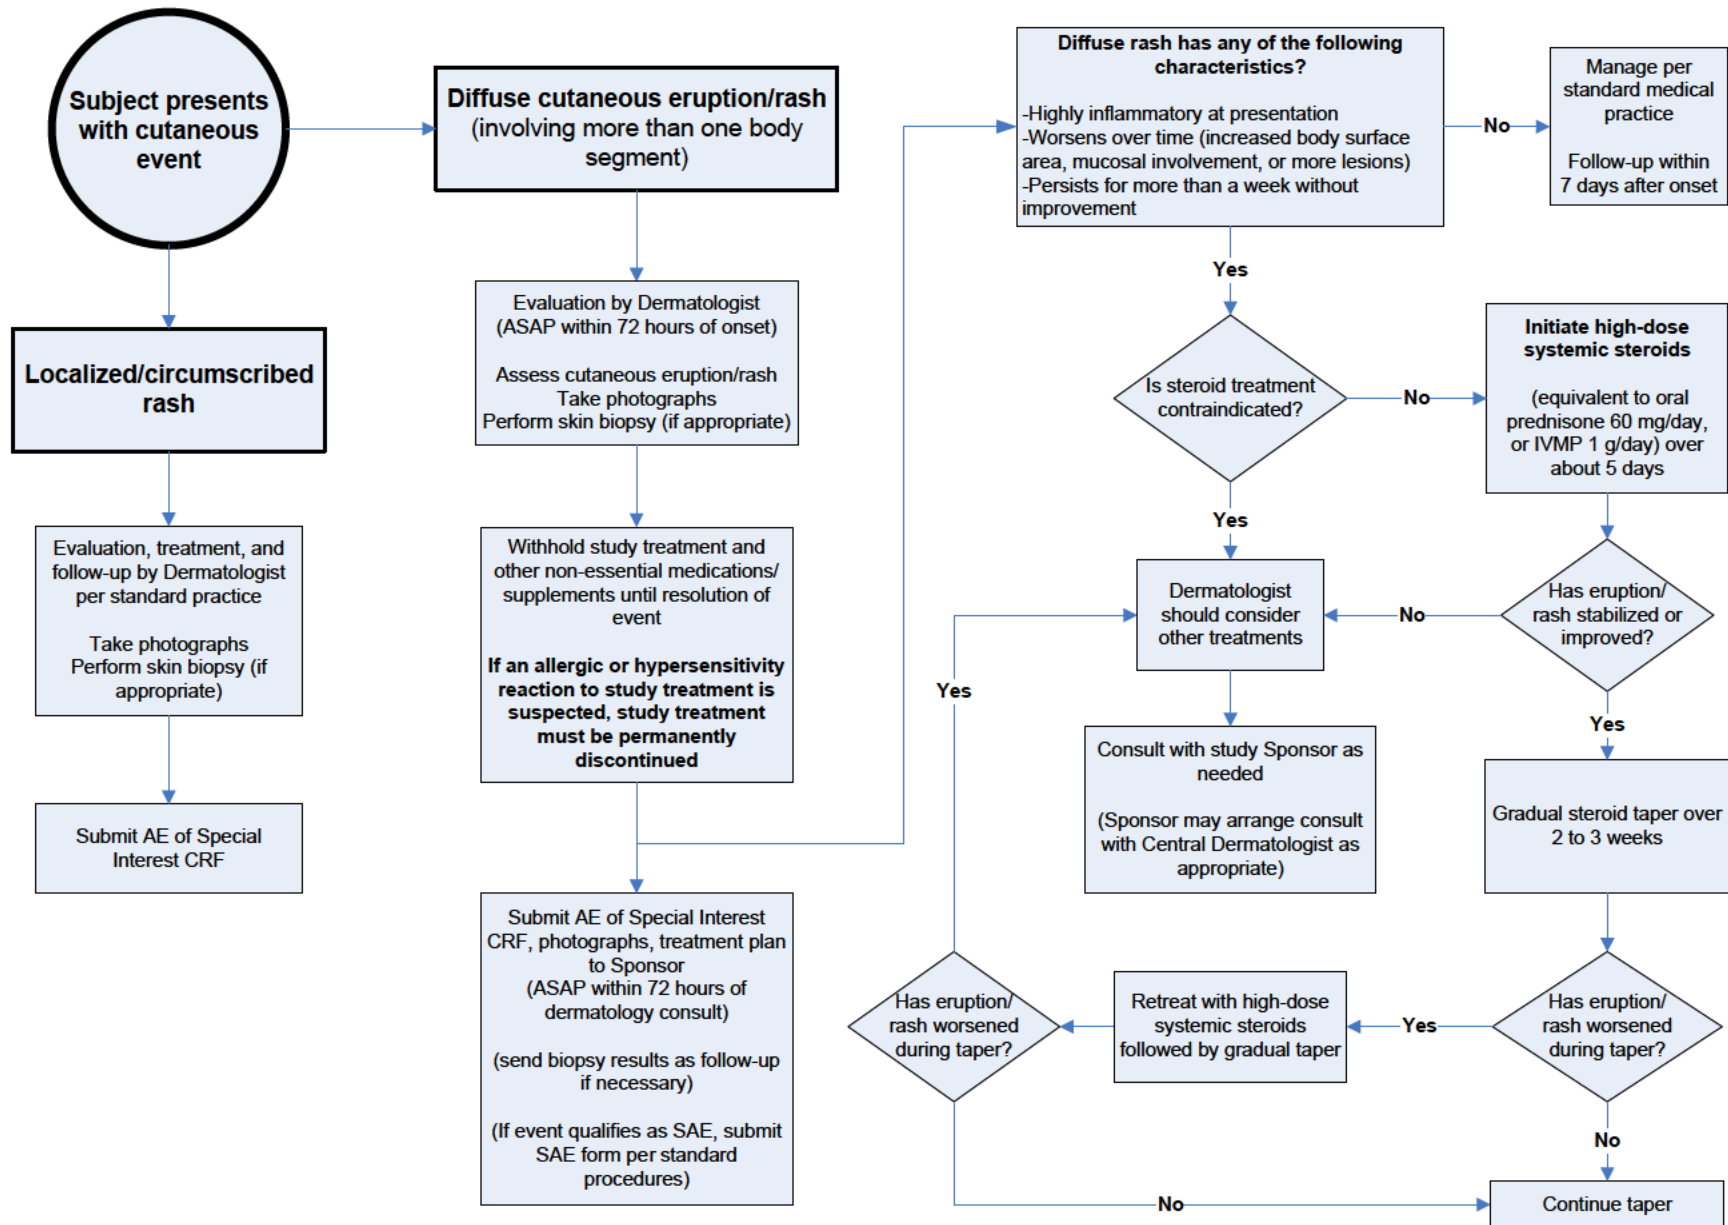 Subject presents
with cutaneous
event
Localized/circumscribed
rash
Evaluation, treatment, and
follow-up by Dermatologist
per standard practice
Take photographs
Perform skin biopsy (if
appropriate)
Submit AE of Special
Interest CRF
Diffuse cutaneous eruption/rash
(involving more than one body
segment)
Evaluation by Dermatologist
(ASAP within 72 hours of onset)
Assess cutaneous eruption/rash
Take photographs
Perform skin biopsy (if appropriate)
Withhold study treatment and
other non-essential medications/
supplements until resolution of
event
If an allergic or hypersensitivity
reaction to study treatment is
suspected, study treatment
must be permanently
discontinued
Submit AE of Special Interest
CRF, photographs, treatment plan
to Sponsor
(ASAP within 72 hours of
dermatology consult)
(send biopsy results as follow-up
if necessary)
(If event qualifies as SAE, submit
SAE form per standard
procedures)
Diffuse rash has any of the following
characteristics?
-Highly inflammatory at presentation
-Worsens over time (increased body surface
area, mucosal involvement, or more lesions)
-Persists for more than a week without
improvement
No
Manage per
standard medical
practice
Follow-up within
7 days after onset
Yes
Is steroid treatment
contraindicated?
No
Initiate high-dose
systemic steroids
(equivalent to oral
prednisone 60 mg/day,
or IVMP 1 g/day) over
about 5 days
Yes
Dermatologist
should consider
other treatments
No
Has eruption/
rash stabilized or
improved?
Yes
Consult with study Sponsor as
needed
(Sponsor may arrange consult
with Central Dermatologist as
appropriate)
Yes
Gradual steroid taper over
2 to 3 weeks
Has eruption/
rash worsened
during taper?
Retreat with high-dose
systemic steroids
followed by gradual taper
Yes
Has eruption/
rash worsened
during taper?
No
No
Continue taper